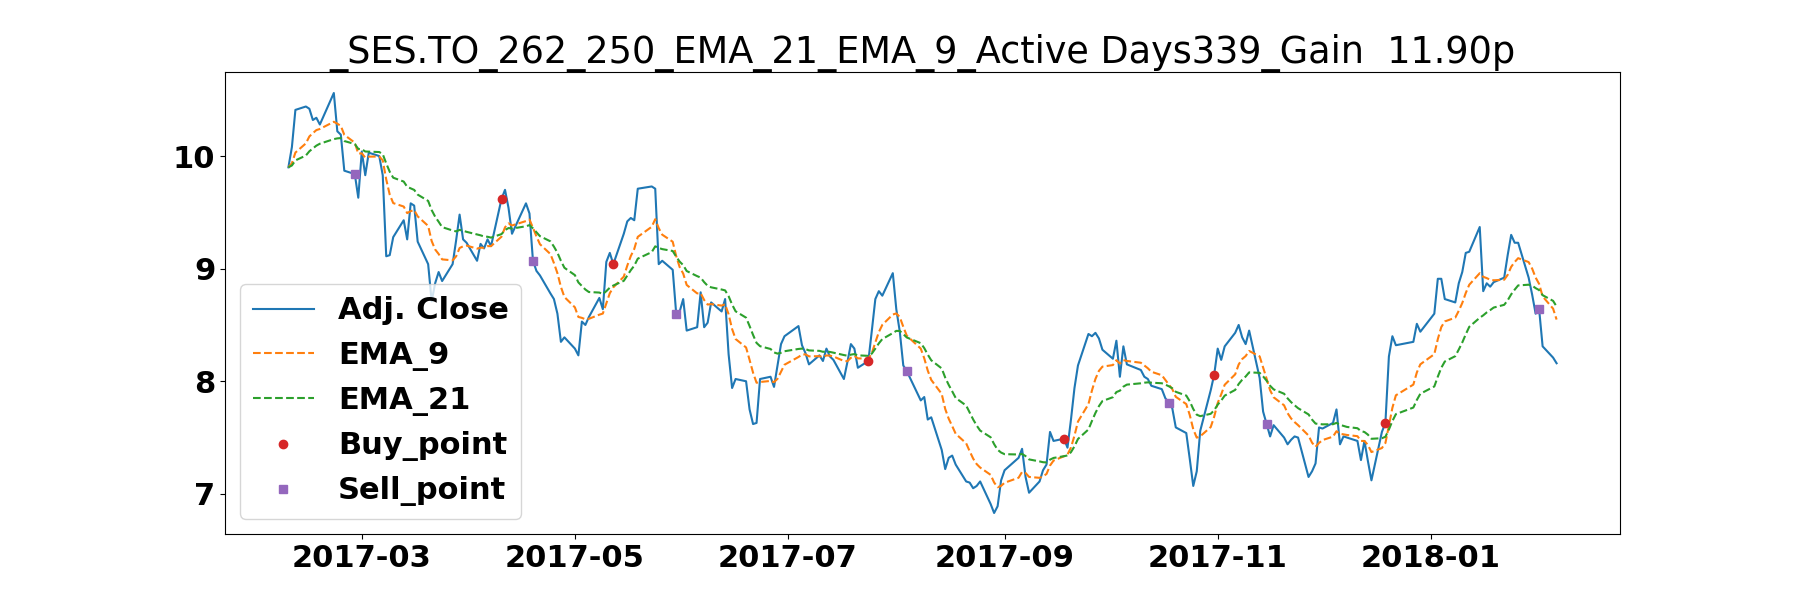 _SES.TO_262_250_EMA_21_EMA_9_Active Days339_Gain  11.90p
10
9
8
7
Adj. Close
EMA_9
EMA_21
Buy_point
Sell_point
2017-03 2017-05 2017-07 2017-09 2017-11 2018-01